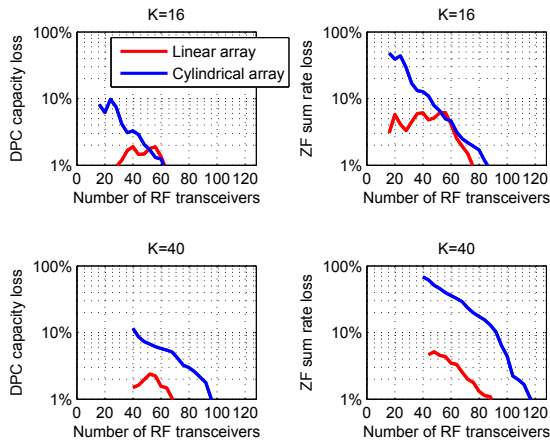 K=16
100%
10%
1%
DPC capacity loss
0 20 40 60 80 100 120
Number of RF transceivers
Linear array
Cylindrical array
K=16
100%
10%
1%
ZF sum rate loss
0 20 40 60 80 100 120
Number of RF transceivers
K=40
100%
10%
1%
DPC capacity loss
0 20 40 60 80 100 120
Number of RF transceivers
K=40
100%
10%
1%
ZF sum rate loss
0 20 40 60 80 100 120
Number of RF transceivers